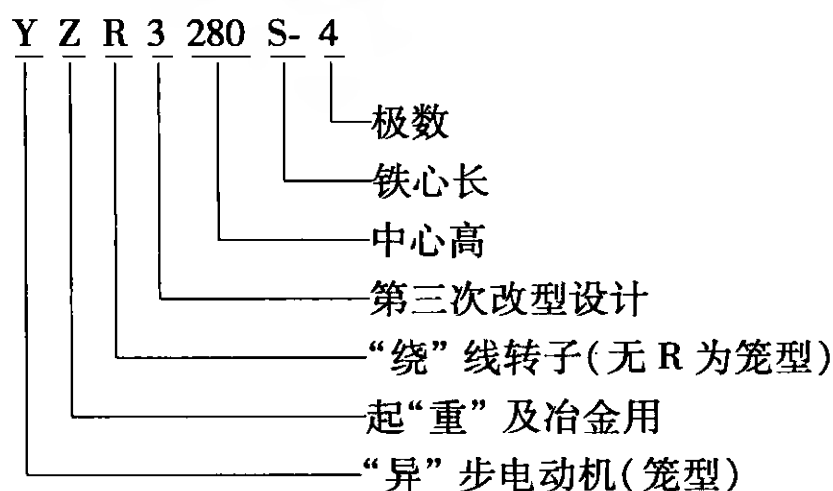 Y Z R 3 280 S- 4
极数
铁心长
中心高
第三次改型设计
“绕”线转子(无 R 为笼型)
起“重”及冶金用
“异”步电动机(笼型)